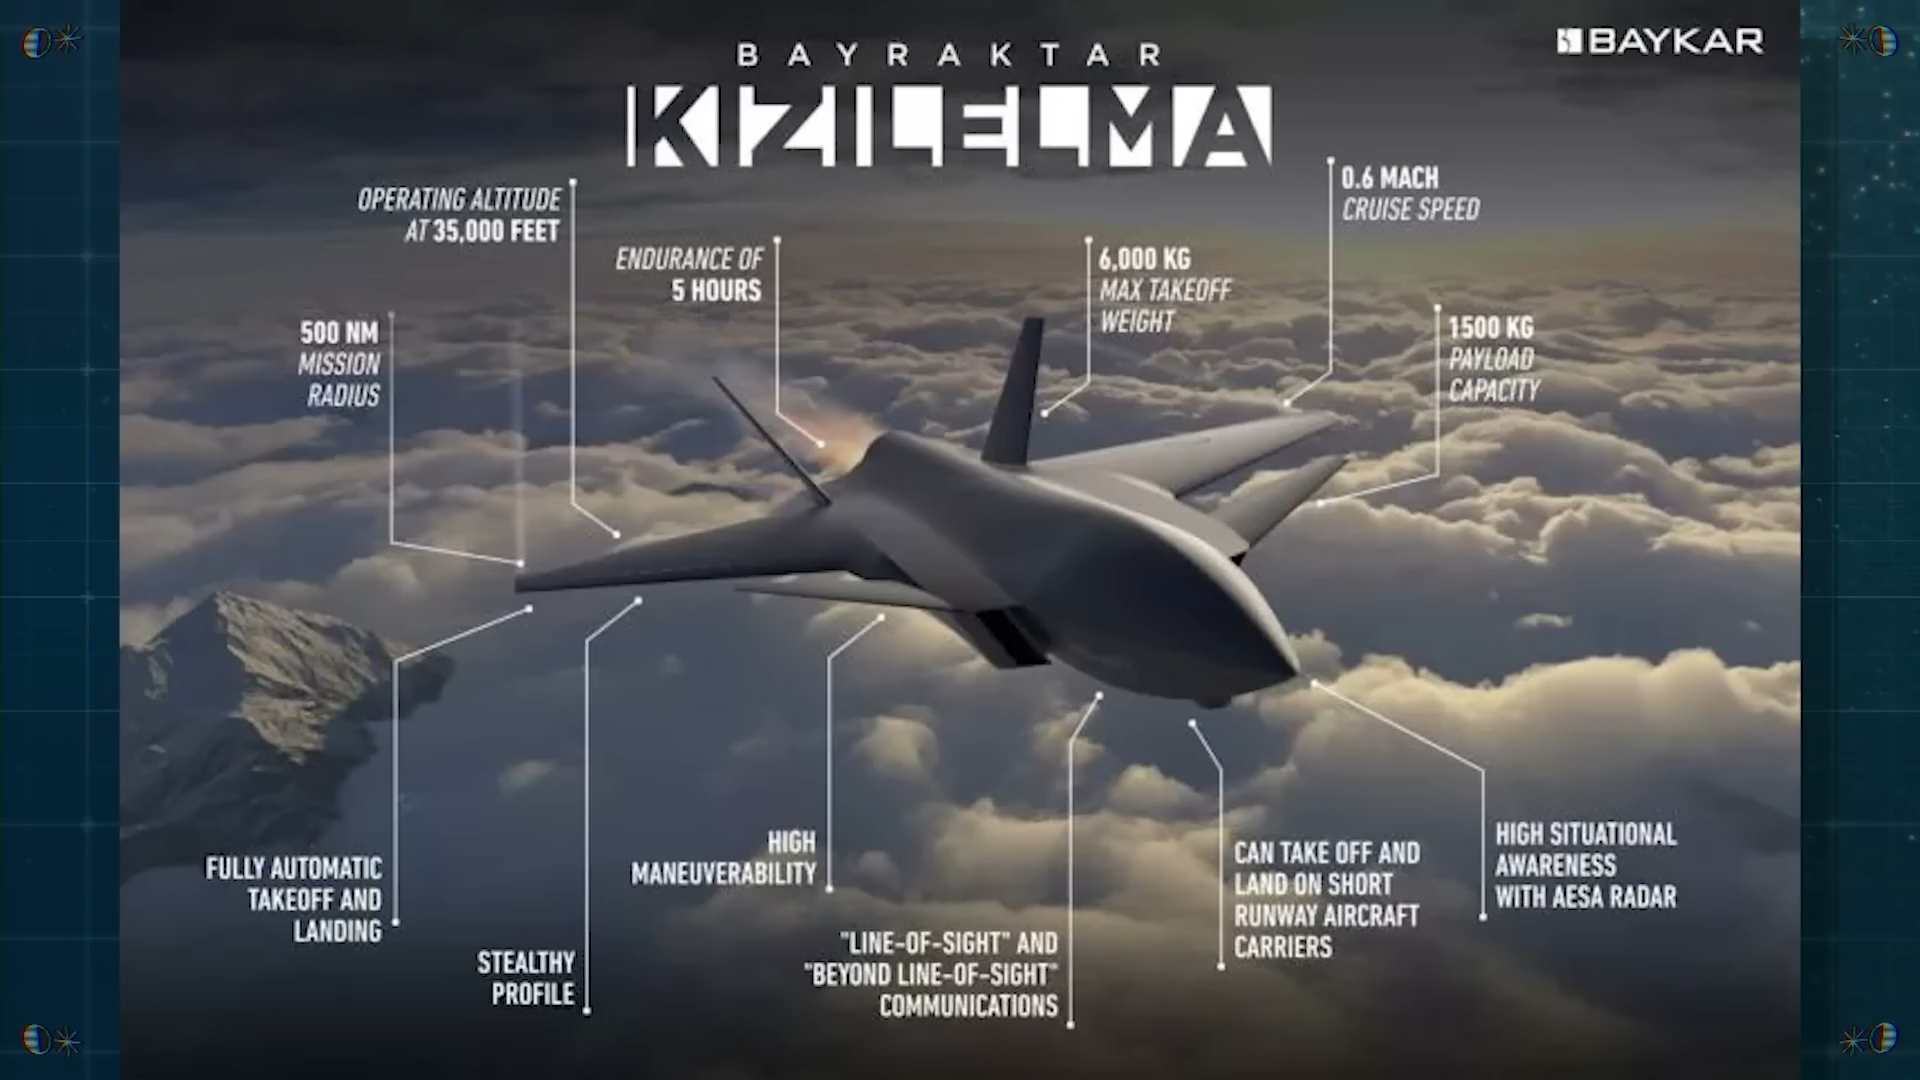 BAYRAKTAR
KIZILELMA
BAYKAR
OPERATING ALTITUDE
AT 35,000 FEET
ENDURANCE OF
5 HOURS
6,000 KG
MAX TAKEOFF
WEIGHT
0.6 MACH
CRUISE SPEED
500 NM
MISSION
RADIUS
1500 KG
PAYLOAD
CAPACITY
FULLY AUTOMATIC
TAKEOFF AND
LANDING
STEALTHY
PROFILE
HIGH
MANEUVERABILITY
"LINE-OF-SIGHT" AND
"BEYOND LINE-OF-SIGHT"
COMMUNICATIONS
CAN TAKE OFF AND
LAND ON SHORT
RUNWAY AIRCRAFT
CARRIERS
HIGH SITUATIONAL
AWARENESS
WITH AESA RADAR